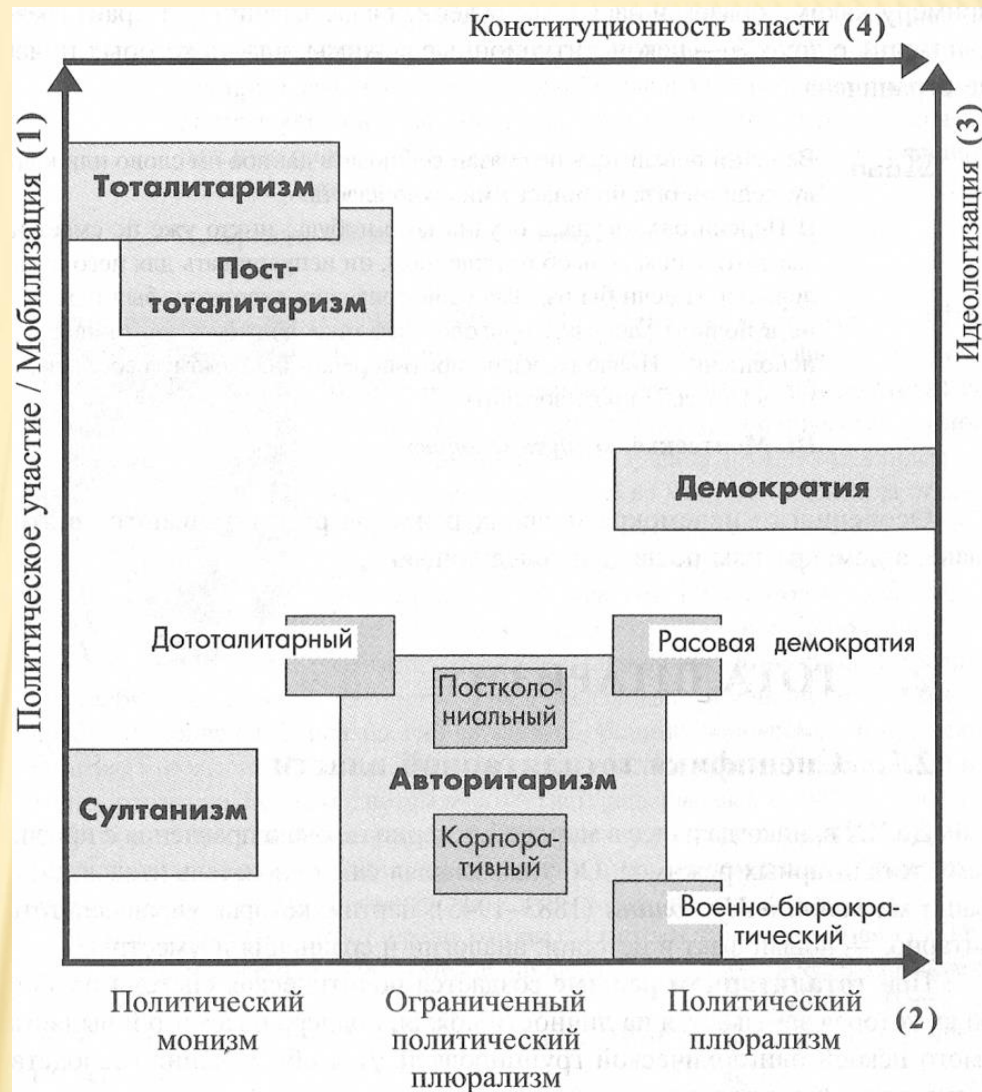 Конституционность власти (4)
Политическое участие / Мобилизация (1)
Идеологизация (3)
Тоталитаризм
Пост-
тоталитаризм
Демократия
Дототалитарный
Расовая демократия
Постколо-
ниальный
Авторитаризм
Султанизм
Корпора-
тивный
Военно-бюрокра-
тический
Политический
монизм
Ограниченный
политический
плюрализм
Политический
плюрализм
(2)